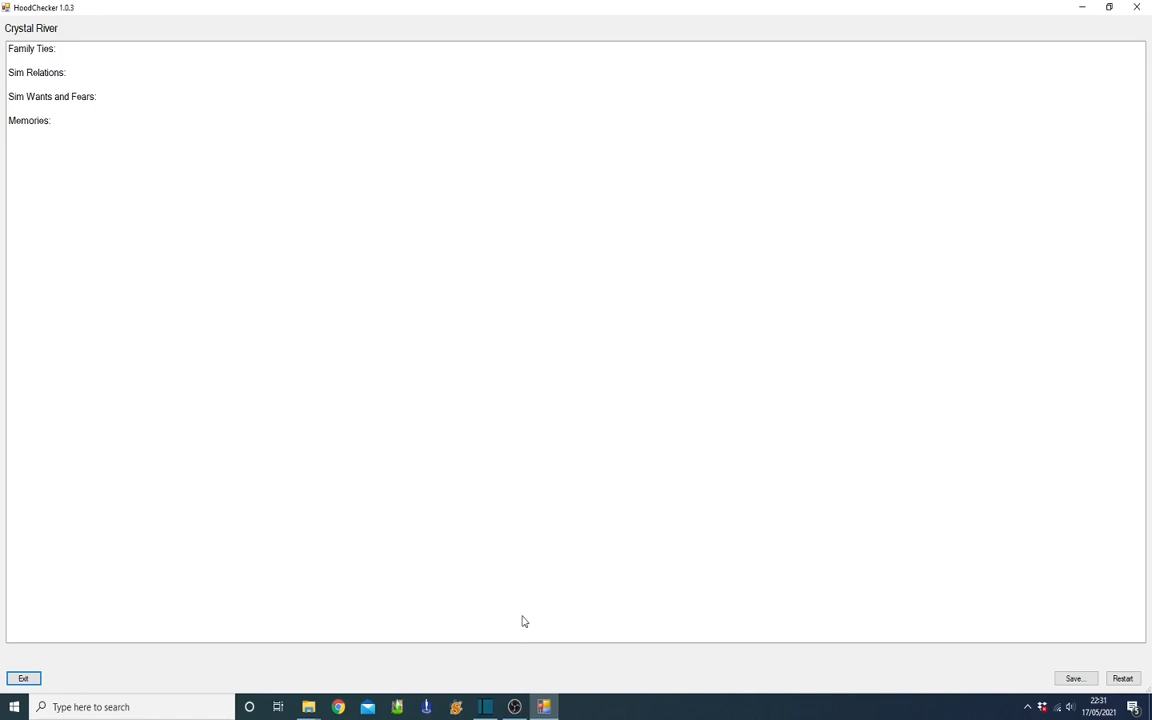 HoodChecker 1.0.3
Crystal River
Family Ties:
Sim Relations:
Sim Wants and Fears:
Memories:
Exit
Save...
Restart
Type here to search
22:31
17/05/2021
5